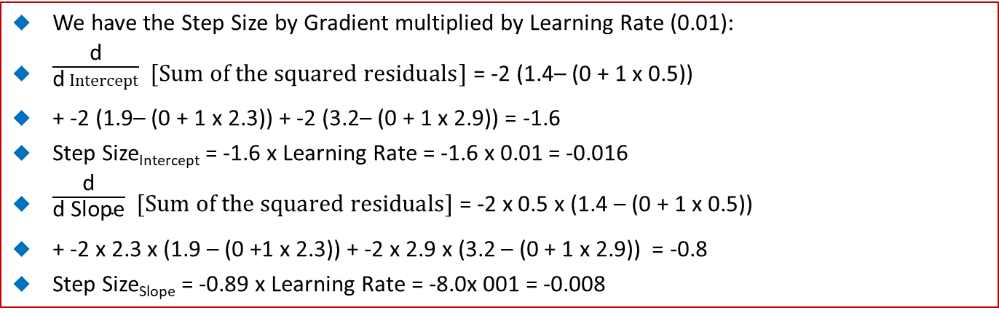 We have the Step Size by Gradient multiplied by Learning Rate (0.01):
d
d Intercept [Sum of the squared residuals] = -2 (1.4– (0 + 1 x 0.5))
+ -2 (1.9– (0 + 1 x 2.3)) + -2 (3.2– (0 + 1 x 2.9)) = -1.6
Step Size Intercept = -1.6 x Learning Rate = -1.6 x 0.01 = -0.016
d
d Slope [Sum of the squared residuals] = -2 x 0.5 x (1.4 – (0 + 1 x 0.5))
+ -2 x 2.3 x (1.9 – (0 +1 x 2.3)) + -2 x 2.9 x (3.2 – (0 + 1 x 2.9)) = -0.8
Step Size Slope = -0.89 x Learning Rate = -8.0x 001 = -0.008